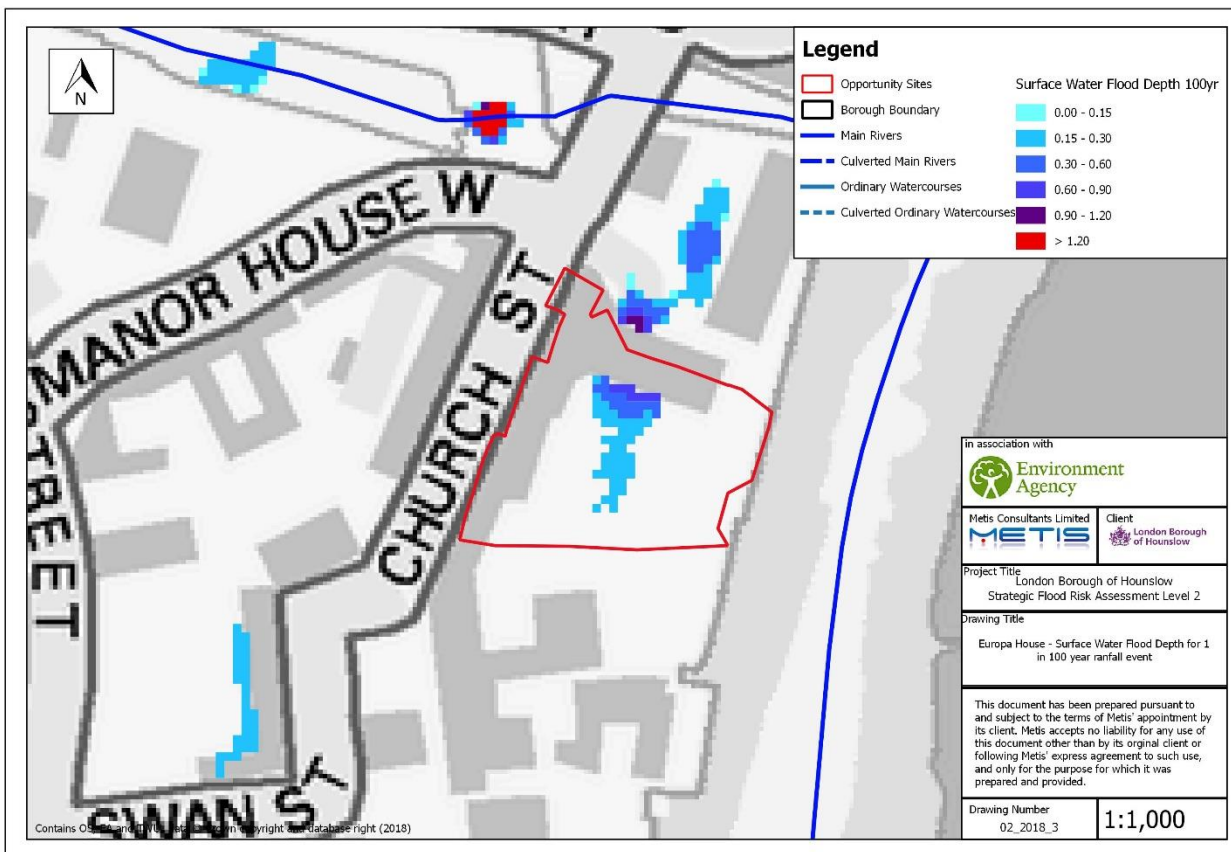 N
MANOR HOUSE W
STREET
CHURCH ST
SWAN ST
Contains OS, EA and
copyright and database right (2018)
Legend
Opportunity Sites
Borough Boundary
Main Rivers
Culverted Main Rivers
Ordinary Watercourses
Culverted Ordinary Watercourses
Surface Water Flood Depth 100yr
0.00 - 0.15
0.15 - 0.30
0.30 - 0.60
0.60 - 0.90
0.90 - 1.20
> 1.20
in association with
Environment
Agency
Metis Consultants Limited
METIS
Client
London Borough
of Hounslow
Project Title
London Borough of Hounslow
Strategic Flood Risk Assessment Level 2
Drawing Title
Europa House - Surface Water Flood Depth for 1
in 100 year ranfall event
This document has been prepared pursuant to
and subject to the terms of Metis' appointment by
its client. Metis accepts no liability for any use of
this document other than by its orginal client or
following Metis' express agreement to such use,
and only for the purpose for which it was
prepared and provided.
Drawing Number
02_2018_3
1:1,000